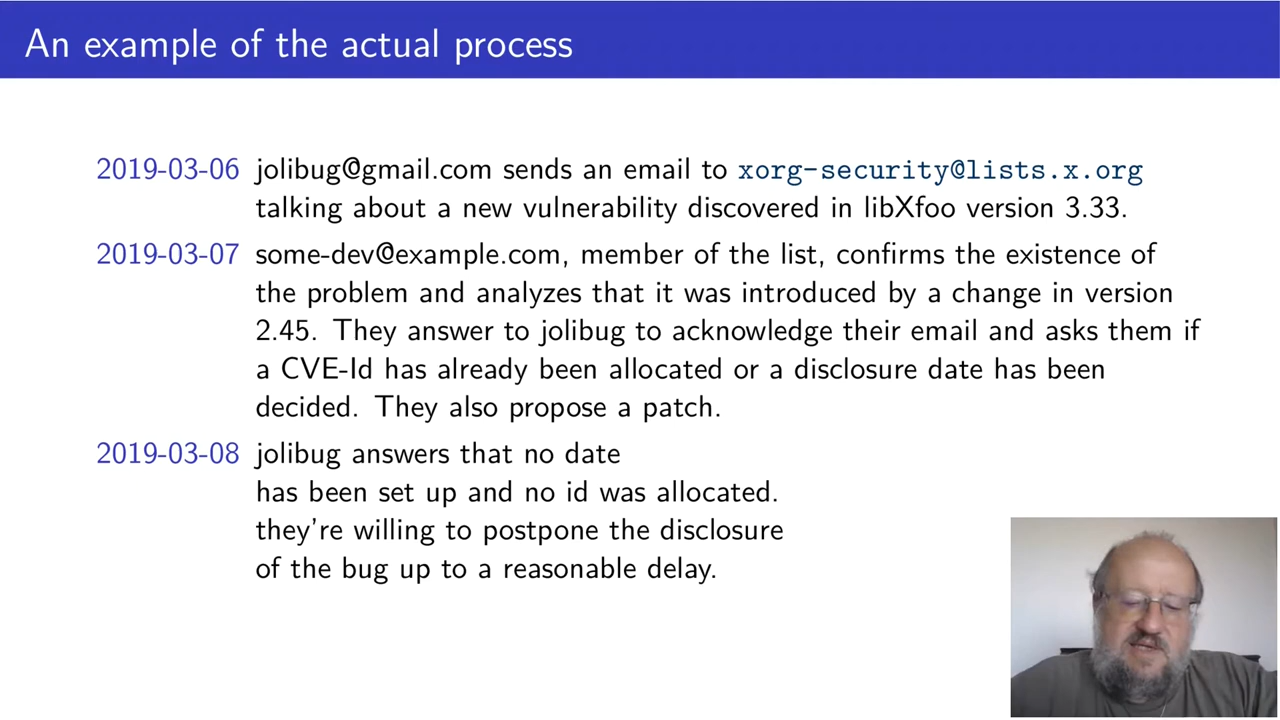 An example of the actual process
2019-03-06 jolibug@gmail.com sends an email to xorg-security@lists.x.org
talking about a new vulnerability discovered in libXfoo version 3.33.
2019-03-07 some-dev@example.com, member of the list, confirms the existence of
the problem and analyzes that it was introduced by a change in version
2.45. They answer to jolibug to acknowledge their email and asks them if
a CVE-Id has already been allocated or a disclosure date has been
decided. They also propose a patch.
2019-03-08 jolibug answers that no date
has been set up and no id was allocated.
they're willing to postpone the disclosure
of the bug up to a reasonable delay.